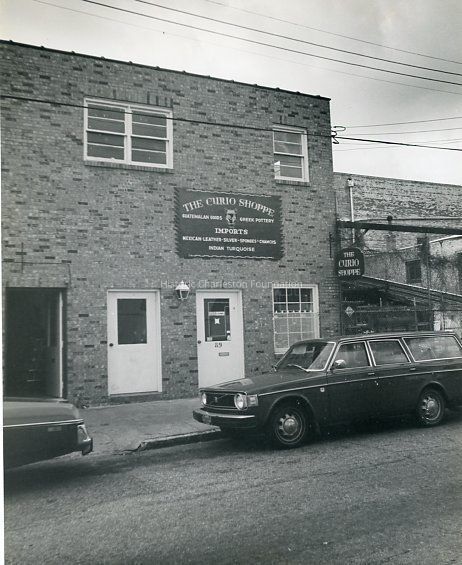 THE CURIO SHOPPE
GUATEMALAN GOODS GREEK POTTERY
IMPORTS
MEXICAN-LEATHER-SILVER-SPONGES-CHAMOIS
INDIAN TURQUOISE
THE
CURIO
SHOPPE
Historic Charleston Foundation
89